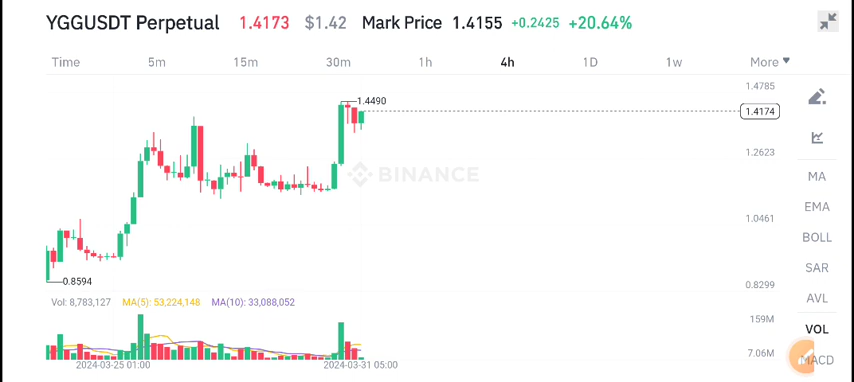 YGGUSDT Perpetual 1.4173 $1.42 Mark Price 1.4155 +0.2425 +20.64%
Time 5m 15m 30m 1h 4h 1D 1w More
1.4785
1.4490
1.4174
1.2623
BINANCE
1.0461
0.8594
0.8299
MA
EMA
BOLL
SAR
AVL
VOL
MACD
Vol: 8,783,127 MA(5): 53,224,148 MA(10): 33,088,052
159M
7.06M
2024-03-25 01:00 2024-03-31 05:00